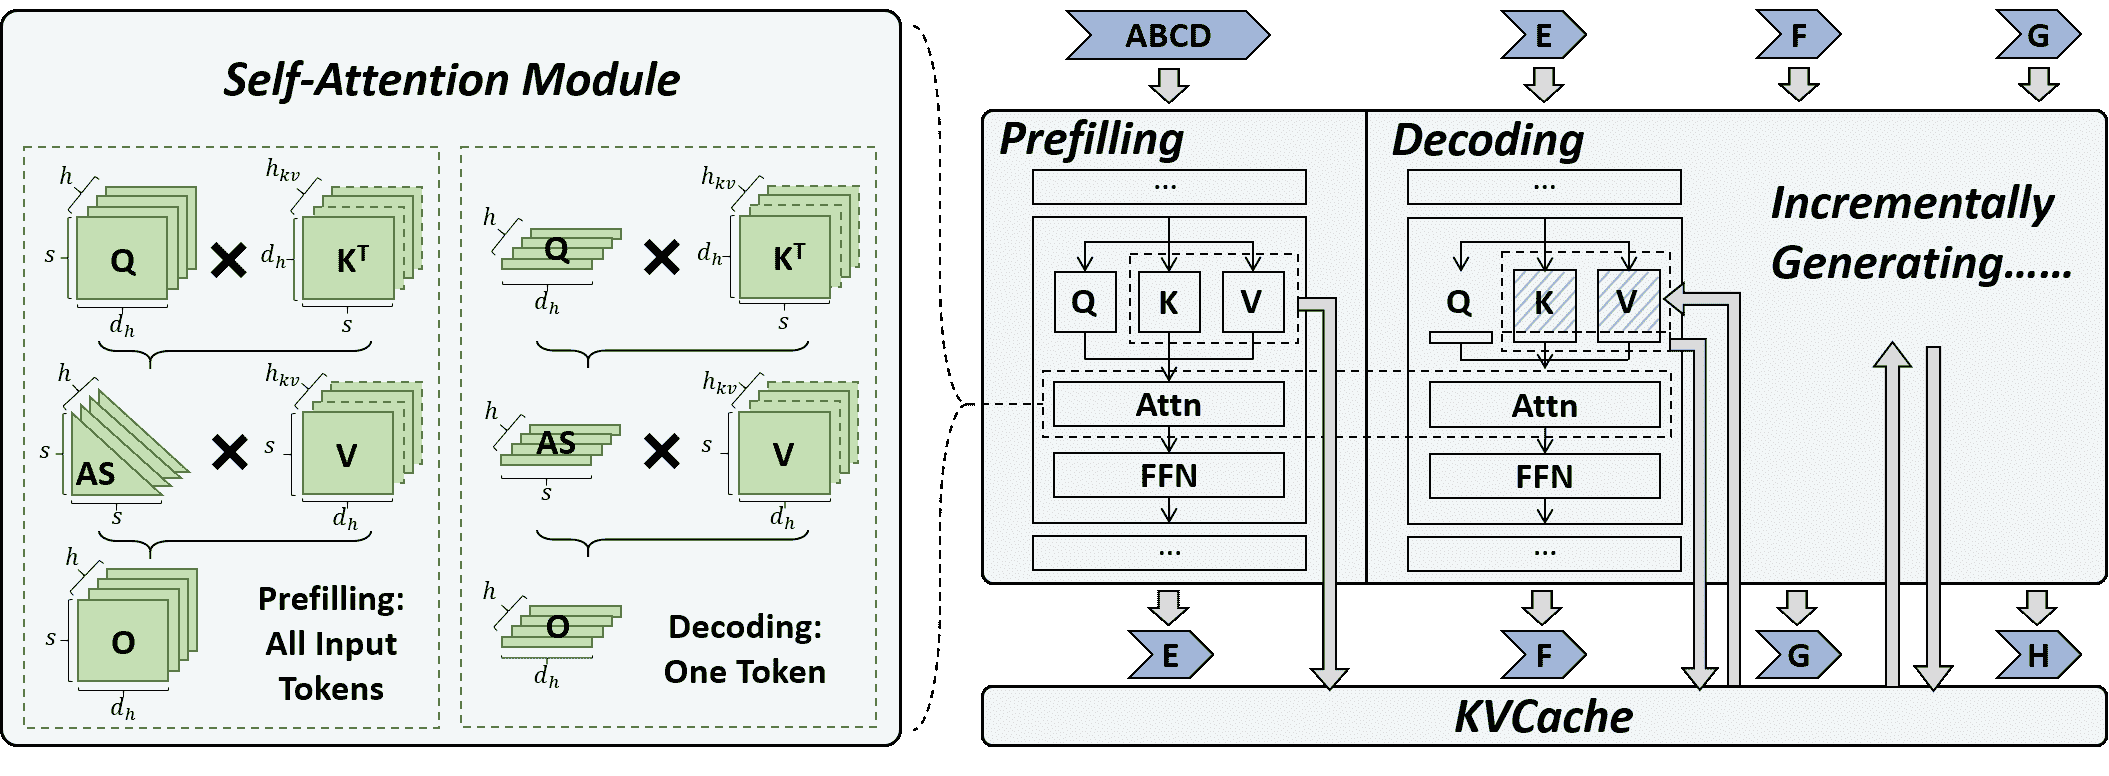 Self-Attention Module
h
h_{kv}
s
Q
×
d_h
K^T
d_h
s
h
h_{kv}
s
AS
×
s
V
s
d_h
h
s
O
d_h
Prefilling:
All Input
Tokens
h
h_{kv}
Q
×
d_h
K^T
d_h
s
h
h_{kv}
AS
×
s
V
s
d_h
h
O
d_h
Decoding:
One Token
ABCD
E
F
G
Prefilling
...
Q
K
V
Attn
FFN
...
Decoding
...
Q
K
V
Attn
FFN
...
Incrementally
Generating......
E
F
G
H
KVCache